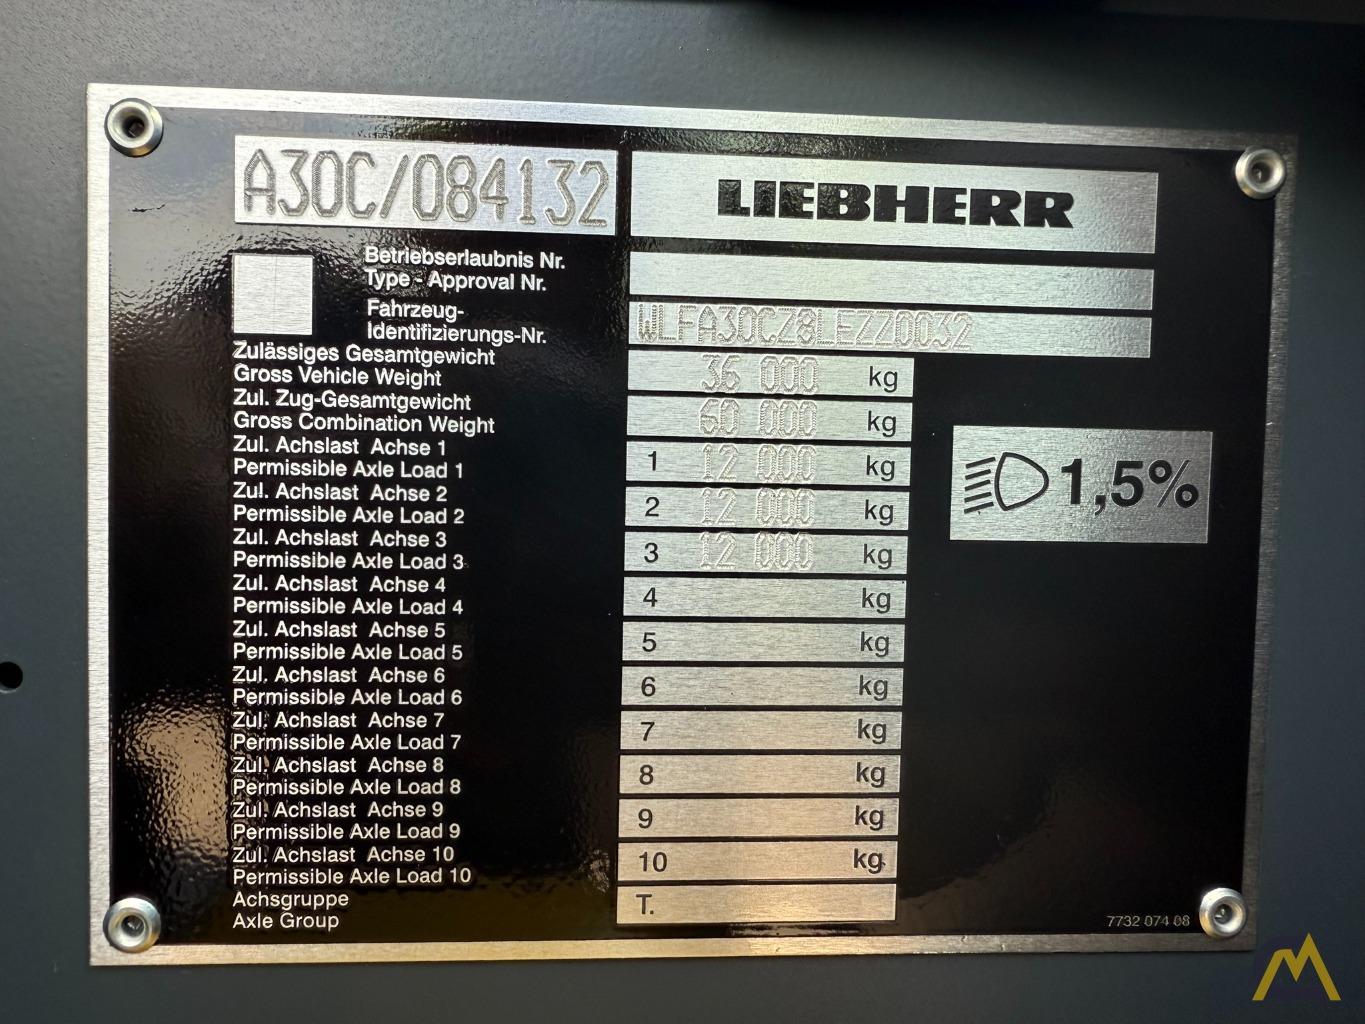 A30C/084132
LIEBHERR
Betriebserlaubnis Nr.
Type - Approval Nr.
Fahrzeug-
Identifizierungs-Nr.
WLFA30CZ8LEZZ0032
Zulässiges Gesamtgewicht
Gross Vehicle Weight
36 000 kg
Zul. Zug-Gesamtgewicht
Gross Combination Weight
60 000 kg
Zul. Achslast Achse 1
Permissible Axle Load 1
1 12 000 kg
Zul. Achslast Achse 2
Permissible Axle Load 2
2 12 000 kg
Zul. Achslast Achse 3
Permissible Axle Load 3
3 12 000 kg
Zul. Achslast Achse 4
Permissible Axle Load 4
4 kg
Zul. Achslast Achse 5
Permissible Axle Load 5
5 kg
Zul. Achslast Achse 6
Permissible Axle Load 6
6 kg
Zul. Achslast Achse 7
Permissible Axle Load 7
7 kg
Zul. Achslast Achse 8
Permissible Axle Load 8
8 kg
Zul. Achslast Achse 9
Permissible Axle Load 9
9 kg
Zul. Achslast Achse 10
Permissible Axle Load 10
10 kg
Achsgruppe
Axle Group
T.
1,5%
7732 074 08